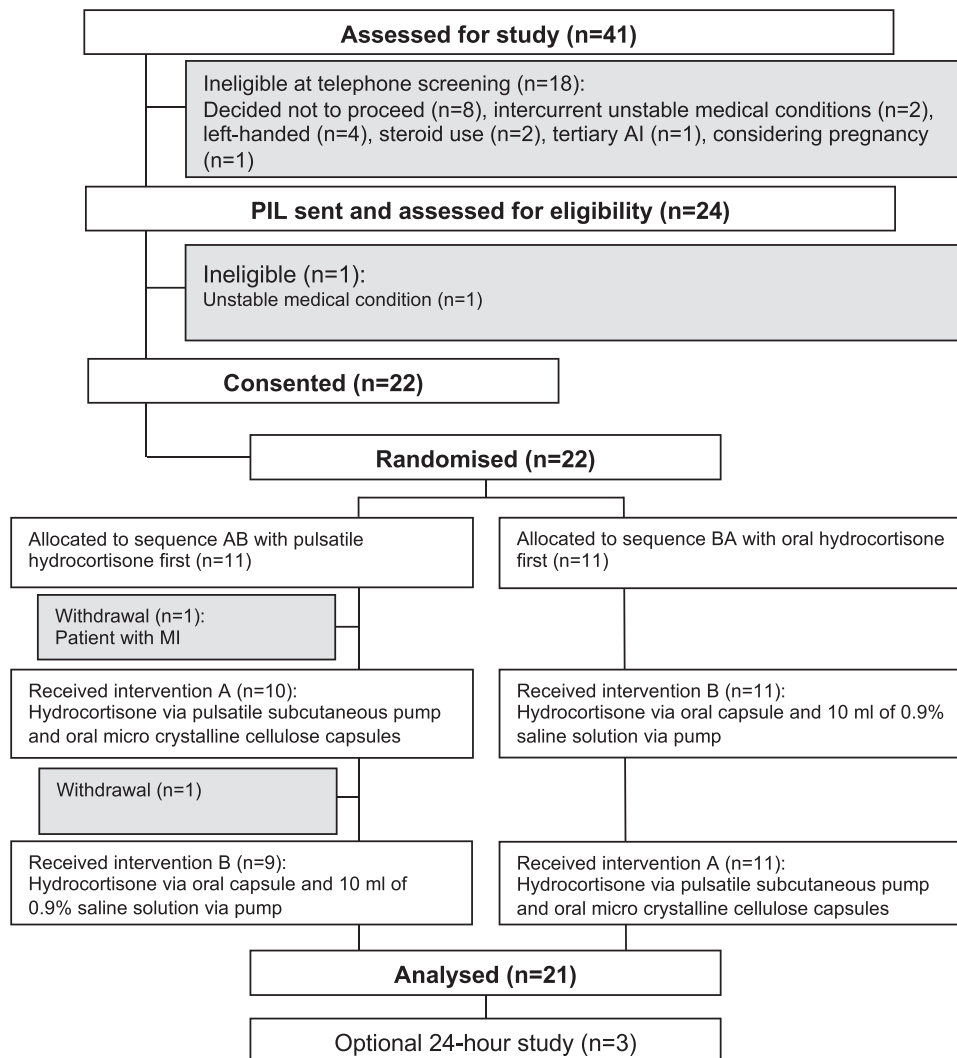 Assessed for study (n=41)
Ineligible at telephone screening (n=18):
Decided not to proceed (n=8), intercurrent unstable medical conditions (n=2),
left-handed (n=4), steroid use (n=2), tertiary AI (n=1), considering pregnancy
(n=1)
PIL sent and assessed for eligibility (n=24)
Ineligible (n=1):
Unstable medical condition (n=1)
Consented (n=22)
Randomised (n=22)
Allocated to sequence AB with pulsatile
hydrocortisone first (n=11)
Allocated to sequence BA with oral hydrocortisone
first (n=11)
Withdrawal (n=1):
Patient with MI
Received intervention A (n=10):
Hydrocortisone via pulsatile subcutaneous pump
and oral micro crystalline cellulose capsules
Received intervention B (n=11):
Hydrocortisone via oral capsule and 10 ml of 0.9%
saline solution via pump
Withdrawal (n=1)
Received intervention B (n=9):
Hydrocortisone via oral capsule and 10 ml of
0.9% saline solution via pump
Received intervention A (n=11):
Hydrocortisone via pulsatile subcutaneous pump
and oral micro crystalline cellulose capsules
Analysed (n=21)
Optional 24-hour study (n=3)